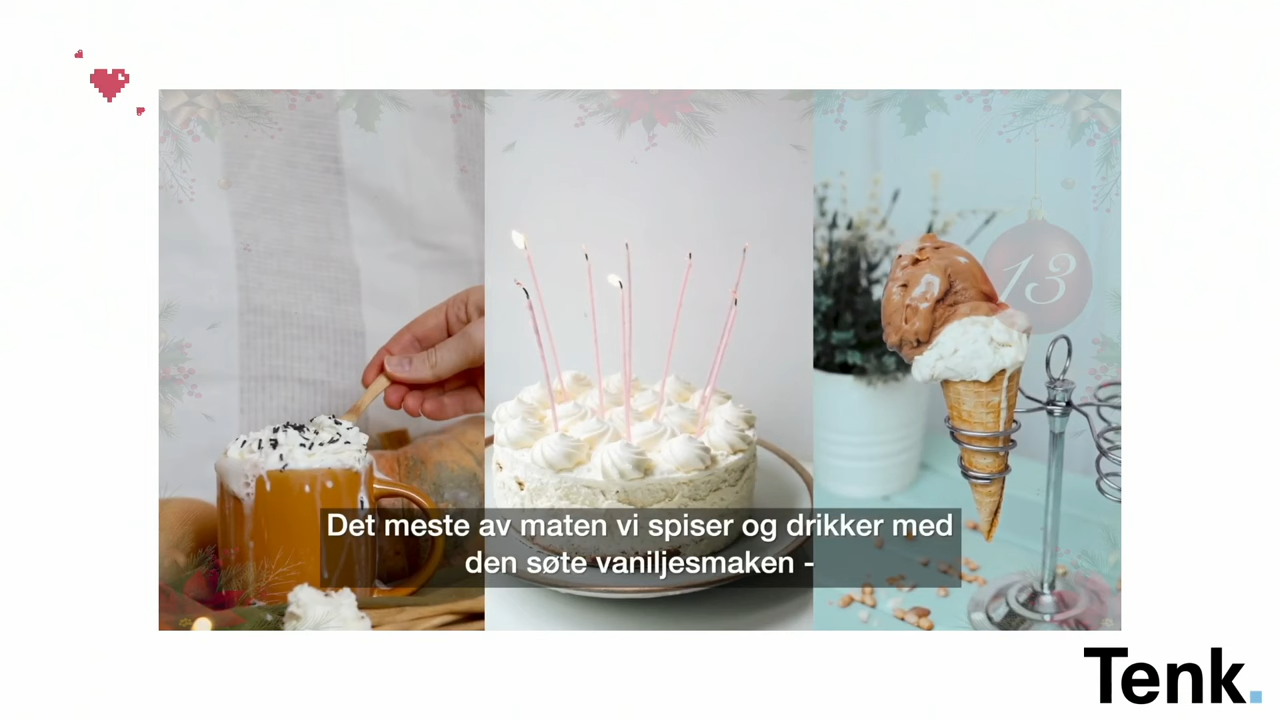 13
Det meste av maten vi spiser og drikker med
den søte vaniljesmaken -
Tenk.